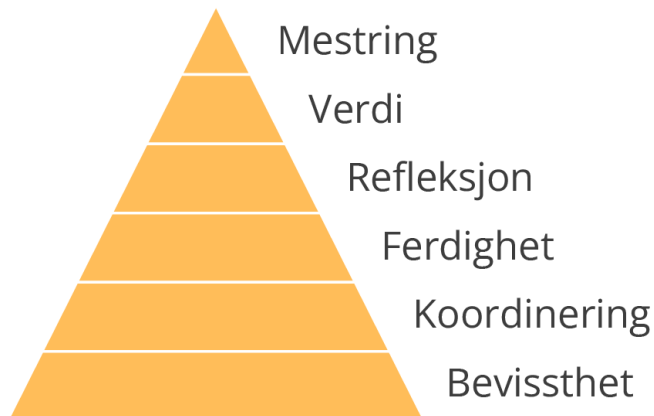 Mestring
Verdi
Refleksjon
Ferdighet
Koordinering
Bevissthet